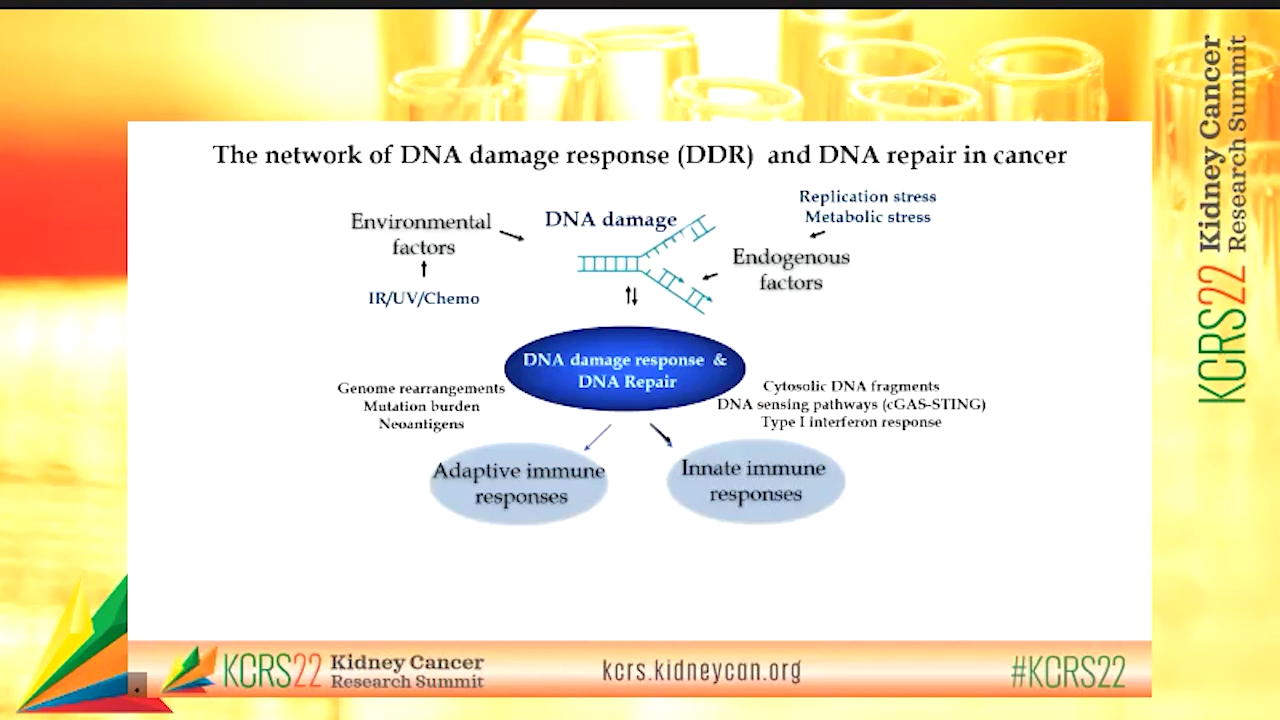 The network of DNA damage response (DDR) and DNA repair in cancer
Replication stress
Metabolic stress
Environmental
factors
DNA damage
Endogenous
factors
IR/UV/Chemo
DNA damage response &
DNA Repair
Genome rearrangements
Mutation burden
Neoantigens
Cytosolic DNA fragments
DNA sensing pathways (cGAS-STING)
Type I interferon response
Adaptive immune
responses
Innate immune
responses
KCRS22 Kidney Cancer
Research Summit
kcrs.kidneycan.org
#KCRS22
KCRS22 Kidney Cancer
Research Summit